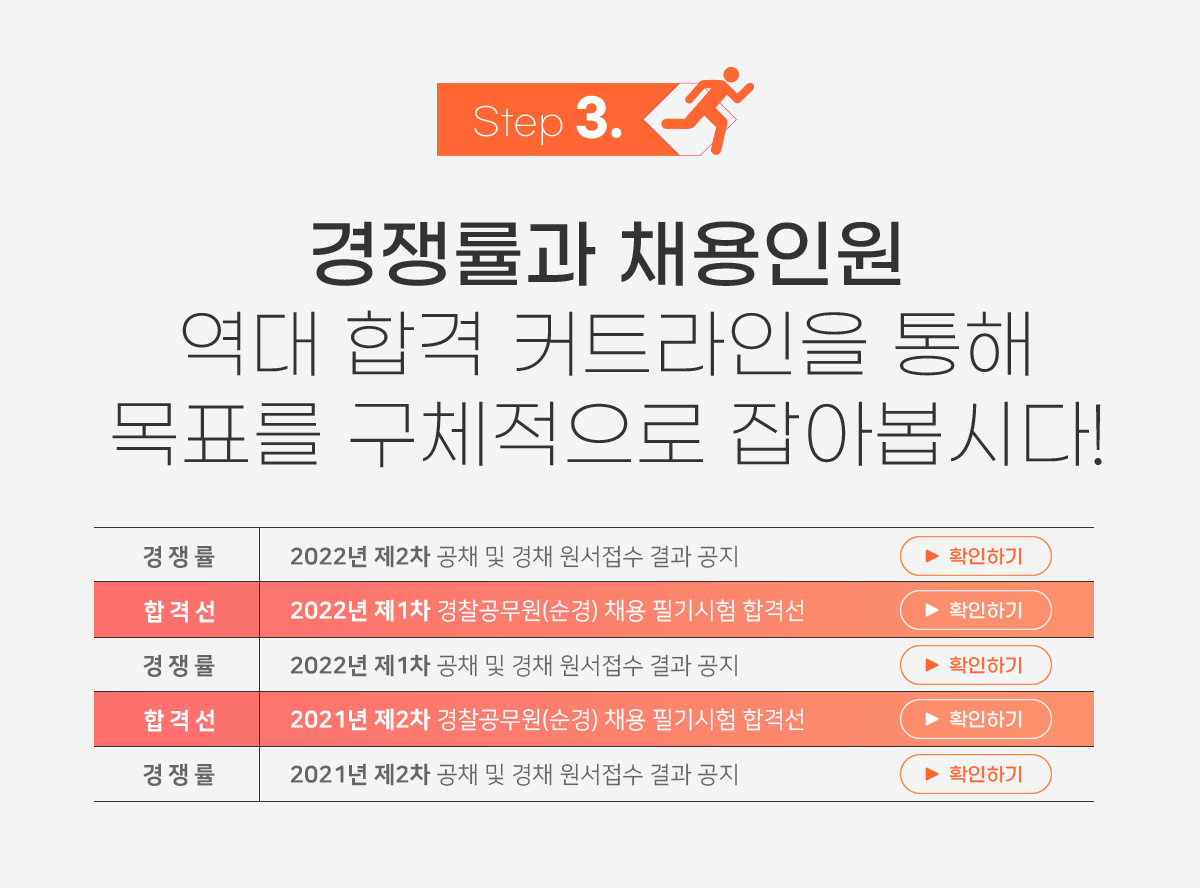 Step 3.
경쟁률과 채용인원
역대 합격 커트라인을 통해
목표를 구체적으로 잡아봅시다!
경쟁률 2022년 제2차 공채 및 경채 원서접수 결과 공지 ▶ 확인하기
합격선 2022년 제1차 경찰공무원(순경) 채용 필기시험 합격선 ▶ 확인하기
경쟁률 2022년 제1차 공채 및 경채 원서접수 결과 공지 ▶ 확인하기
합격선 2021년 제2차 경찰공무원(순경) 채용 필기시험 합격선 ▶ 확인하기
경쟁률 2021년 제2차 공채 및 경채 원서접수 결과 공지 ▶ 확인하기